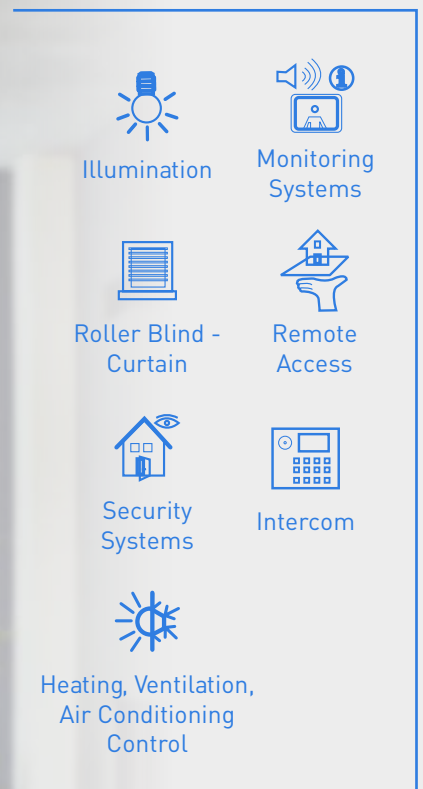 Illumination
Monitoring
Systems
Roller Blind -
Curtain
Remote
Access
Security
Systems
Intercom
Heating, Ventilation,
Air Conditioning
Control